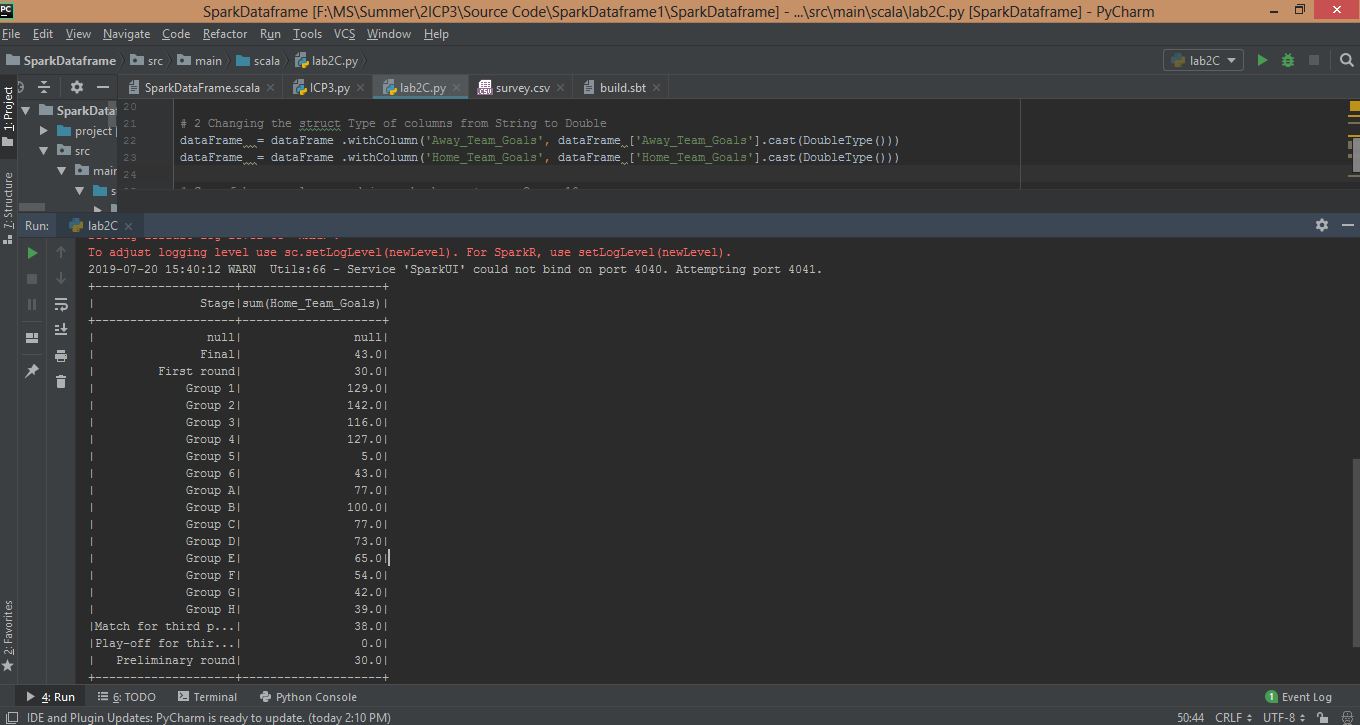 PC SparkDataframe [F:\MS\Summer\2ICP3\Source Code\SparkDataframe1\SparkDataframe] - ...\src\main\scala\lab2C.py [SparkDataframe] - PyCharm
File Edit View Navigate Code Refactor Run Tools VCS Window Help
SparkDataframe src main scala lab2C.py lab2C
SparkDataFrame.scala ICP3.py lab2C.py survey.csv build.sbt
1: Project
7: Structure
2: Favorites
SparkData
project
src
main
s
20
21 # 2 Changing the struct Type of columns from String to Double
22 dataFrame  = dataFrame .withColumn('Away_Team_Goals', dataFrame ['Away_Team_Goals'].cast(DoubleType()))
23 dataFrame  = dataFrame .withColumn('Home_Team_Goals', dataFrame ['Home_Team_Goals'].cast(DoubleType()))
24
Run: lab2C
To adjust logging level use sc.setLogLevel(newLevel). For SparkR, use setLogLevel(newLevel).
2019-07-20 15:40:12 WARN  Utils:66 - Service 'SparkUI' could not bind on port 4040. Attempting port 4041.
+--------------------+--------------------+
|               Stage|sum(Home_Team_Goals)|
+--------------------+--------------------+
|                null|                null|
|               Final|                43.0|
|         First round|                30.0|
|             Group 1|               129.0|
|             Group 2|               142.0|
|             Group 3|               116.0|
|             Group 4|               127.0|
|             Group 5|                 5.0|
|             Group 6|                43.0|
|             Group A|                77.0|
|             Group B|               100.0|
|             Group C|                77.0|
|             Group D|                73.0|
|             Group E|                65.0|
|             Group F|                54.0|
|             Group G|                42.0|
|             Group H|                39.0|
|Match for third p...|                38.0|
|Play-off for thir...|                 0.0|
|   Preliminary round|                30.0|
+--------------------+--------------------+
4: Run 6: TODO Terminal Python Console 1 Event Log
IDE and Plugin Updates: PyCharm is ready to update. (today 2:10 PM) 50:44 CRLF UTF-8